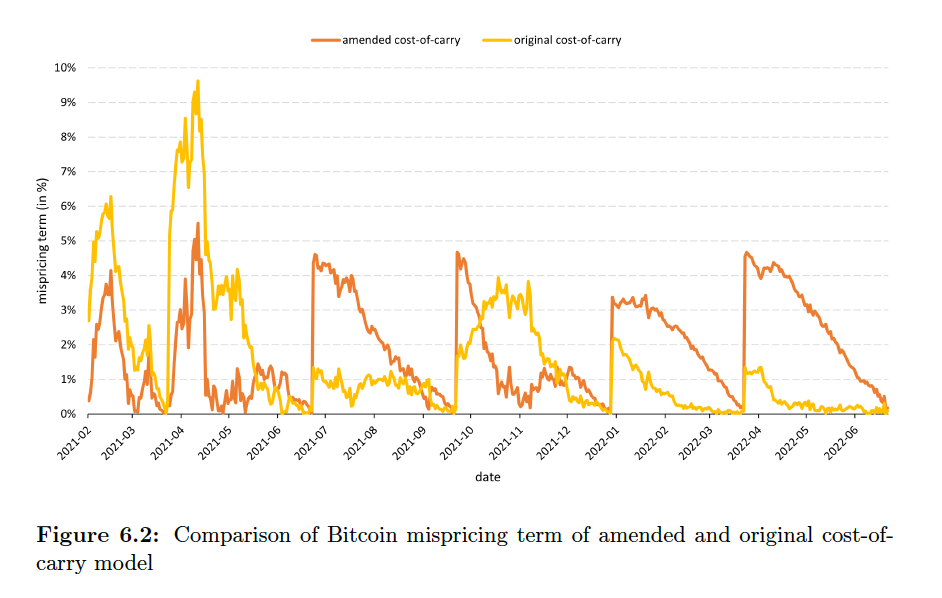 amended cost-of-carry original cost-of-carry
10%
9%
8%
7%
6%
5%
4%
3%
2%
1%
0%
mispricing term (in %)
2021-02 2021-03 2021-04 2021-05 2021-06 2021-07 2021-08 2021-09 2021-10 2021-11 2021-12 2022-01 2022-02 2022-03 2022-04 2022-05 2022-06
date
Figure 6.2: Comparison of Bitcoin mispricing term of amended and original cost-of-
carry model